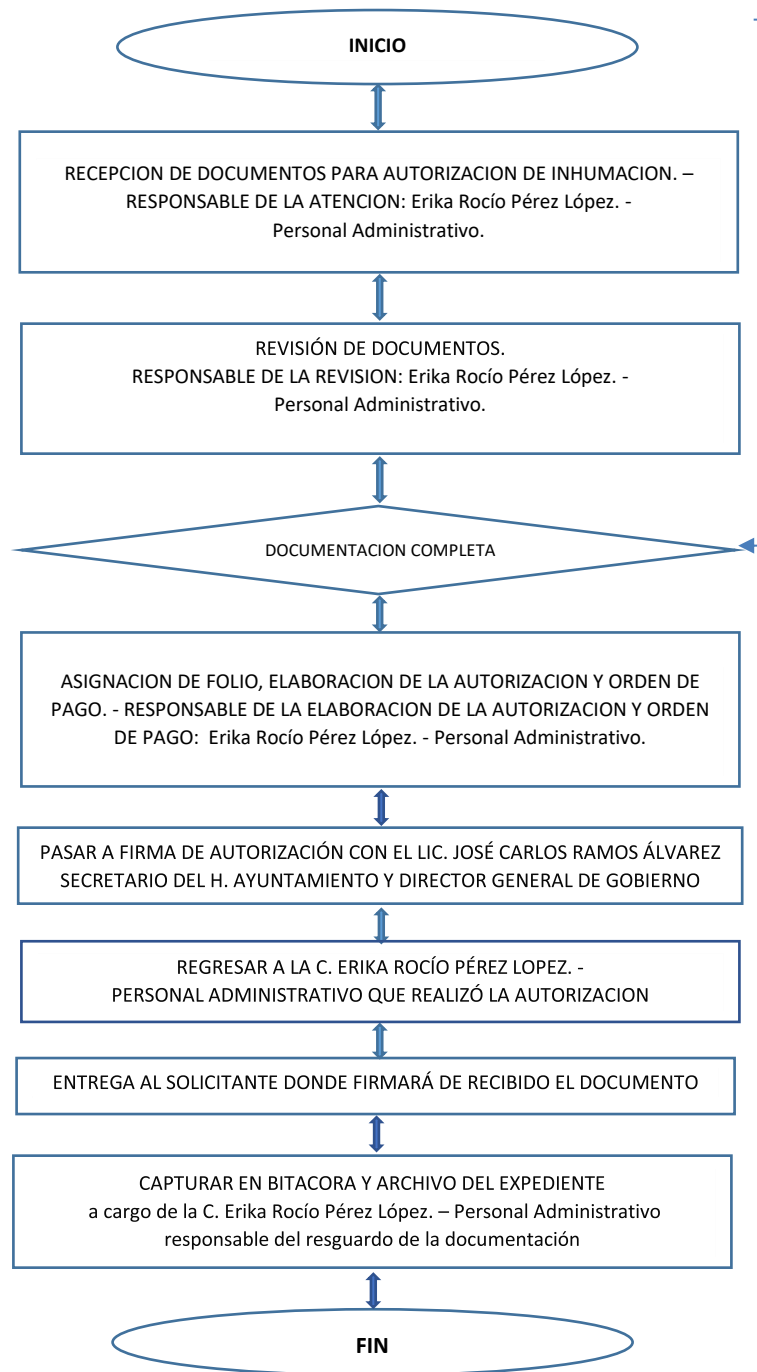 INICIO
RECEPCION DE DOCUMENTOS PARA AUTORIZACION DE INHUMACION. –
RESPONSABLE DE LA ATENCION: Erika Rocío Pérez López. -
Personal Administrativo.
REVISIÓN DE DOCUMENTOS.
RESPONSABLE DE LA REVISION: Erika Rocío Pérez López. -
Personal Administrativo.
DOCUMENTACION COMPLETA
ASIGNACION DE FOLIO, ELABORACION DE LA AUTORIZACION Y ORDEN DE
PAGO. - RESPONSABLE DE LA ELABORACION DE LA AUTORIZACION Y ORDEN
DE PAGO: Erika Rocío Pérez López. - Personal Administrativo.
PASAR A FIRMA DE AUTORIZACIÓN CON EL LIC. JOSÉ CARLOS RAMOS ÁLVAREZ
SECRETARIO DEL H. AYUNTAMIENTO Y DIRECTOR GENERAL DE GOBIERNO
REGRESAR A LA C. ERIKA ROCÍO PÉREZ LOPEZ. -
PERSONAL ADMINISTRATIVO QUE REALIZÓ LA AUTORIZACION
ENTREGA AL SOLICITANTE DONDE FIRMARÁ DE RECIBIDO EL DOCUMENTO
CAPTURAR EN BITACORA Y ARCHIVO DEL EXPEDIENTE
a cargo de la C. Erika Rocío Pérez López. – Personal Administrativo
responsable del resguardo de la documentación
FIN